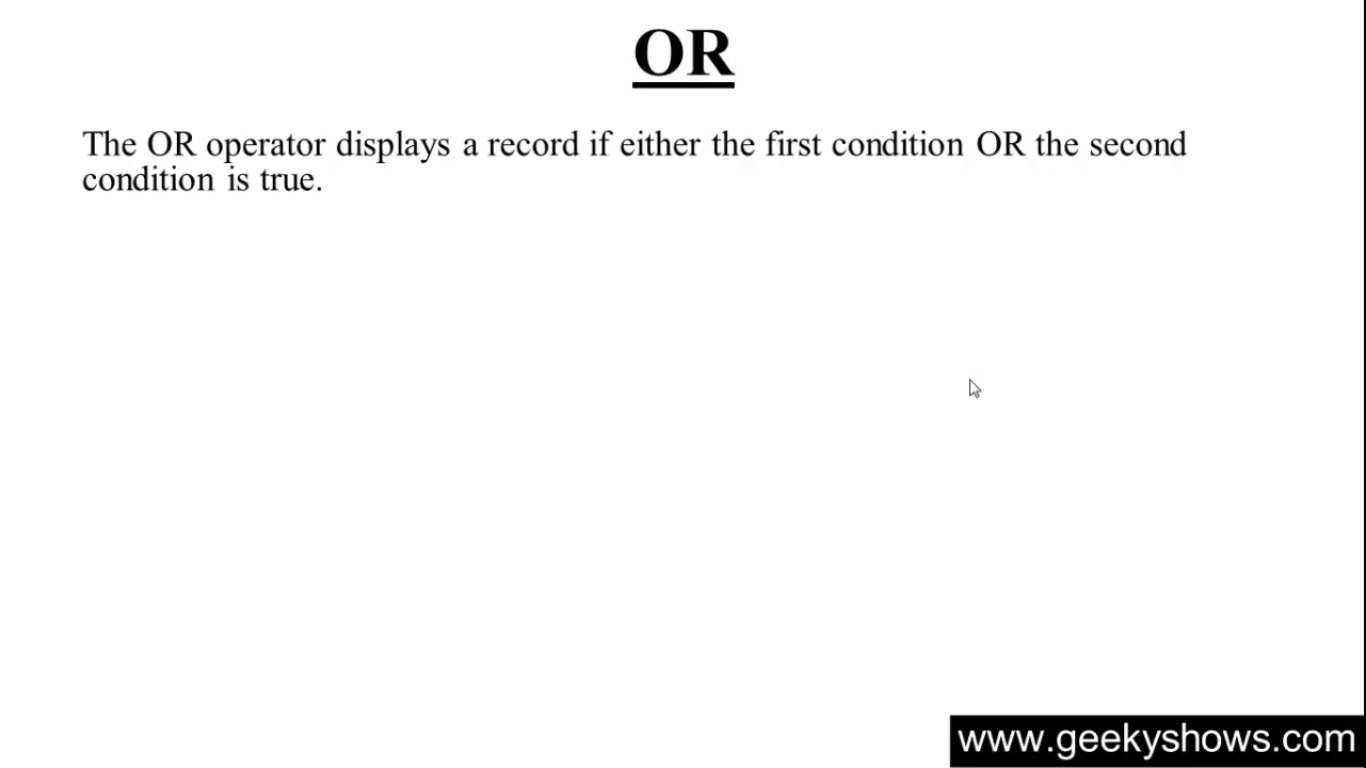 OR
The OR operator displays a record if either the first condition OR the second
condition is true.
www.geekyshows.com